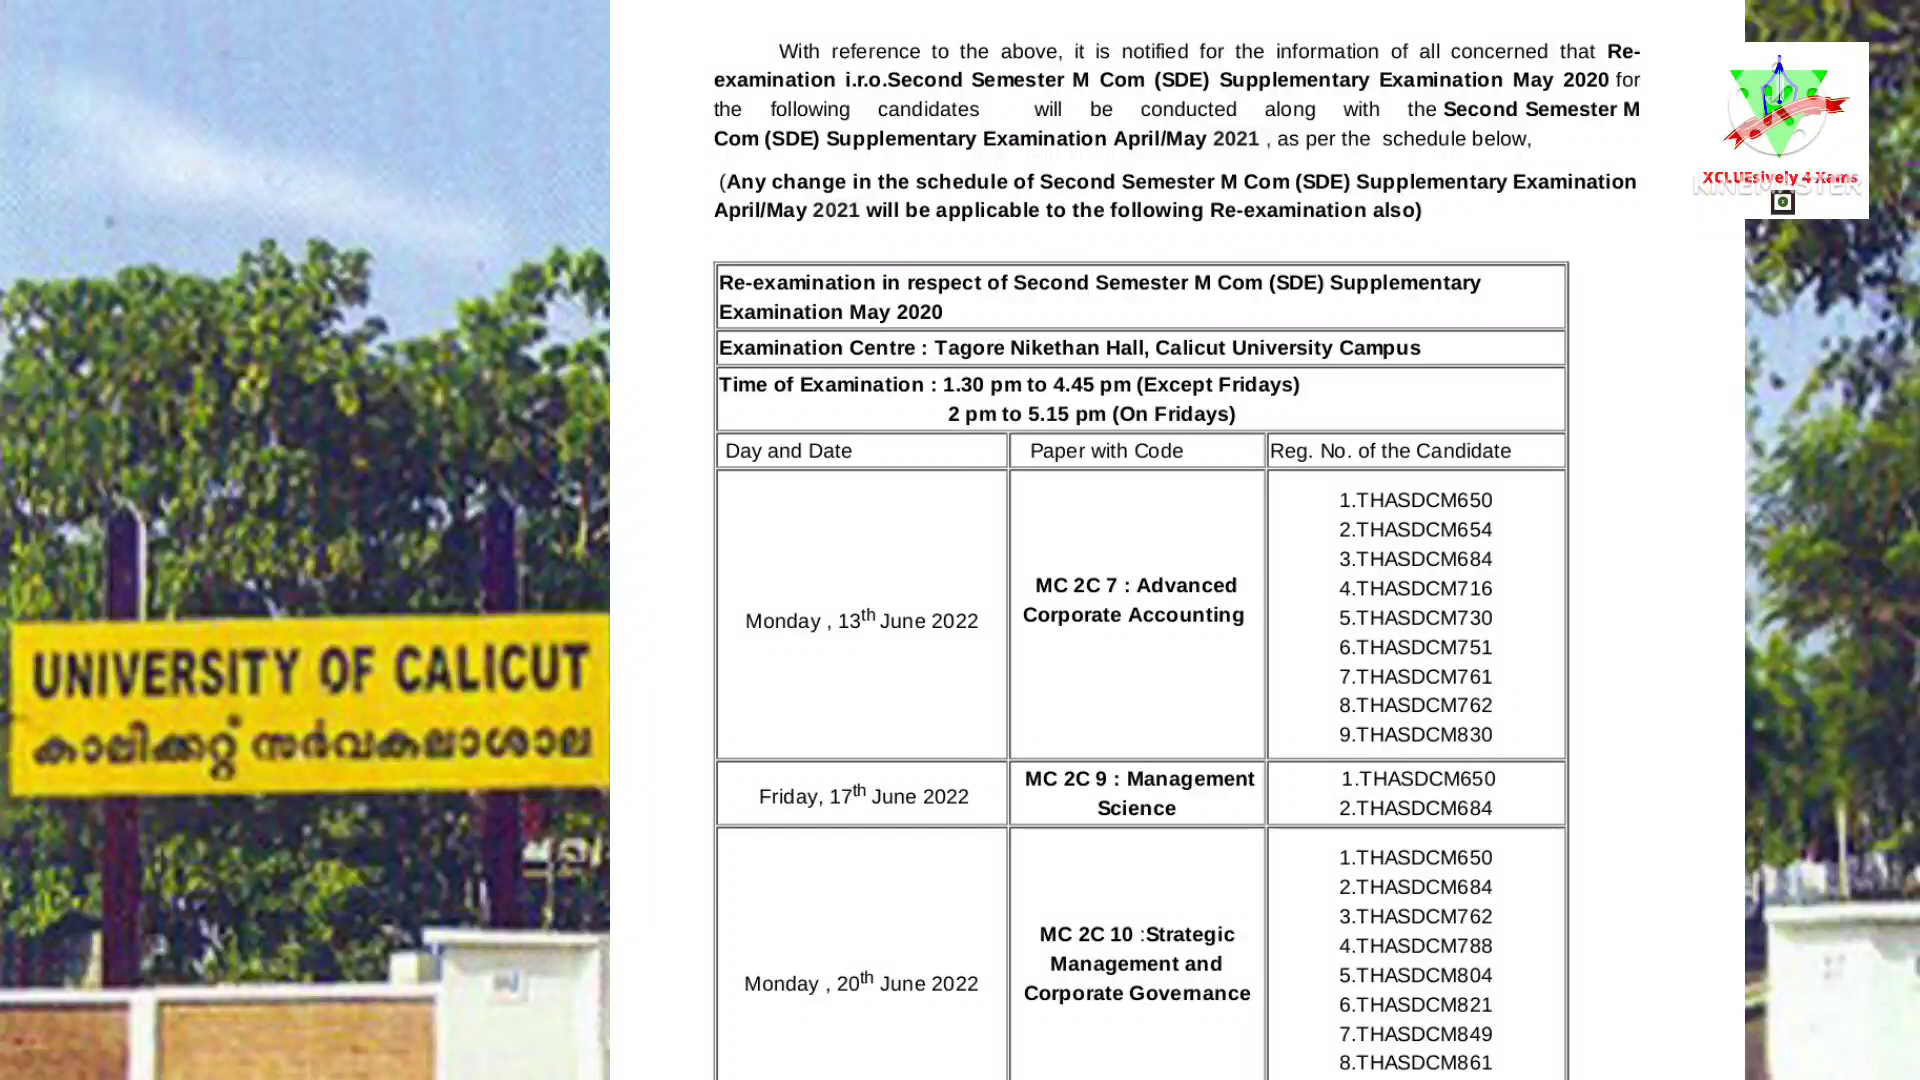 With reference to the above, it is notified for the information of all concerned that Re-
examination i.r.o.Second Semester M Com (SDE) Supplementary Examination May 2020 for
the following candidates will be conducted along with the Second Semester M
Com (SDE) Supplementary Examination April/May 2021 , as per the schedule below,
(Any change in the schedule of Second Semester M Com (SDE) Supplementary Examination
April/May 2021 will be applicable to the following Re-examination also)
Re-examination in respect of Second Semester M Com (SDE) Supplementary
Examination May 2020
Examination Centre : Tagore Nikethan Hall, Calicut University Campus
Time of Examination : 1.30 pm to 4.45 pm (Except Fridays)
2 pm to 5.15 pm (On Fridays)
Day and Date
Paper with Code
Reg. No. of the Candidate
Monday , 13th June 2022
MC 2C 7 : Advanced
Corporate Accounting
1.THASDCM650
2.THASDCM654
3.THASDCM684
4.THASDCM716
5.THASDCM730
6.THASDCM751
7.THASDCM761
8.THASDCM762
9.THASDCM830
Friday, 17th June 2022
MC 2C 9 : Management
Science
1.THASDCM650
2.THASDCM684
Monday , 20th June 2022
MC 2C 10 :Strategic
Management and
Corporate Governance
1.THASDCM650
2.THASDCM684
3.THASDCM762
4.THASDCM788
5.THASDCM804
6.THASDCM821
7.THASDCM849
8.THASDCM861
UNIVERSITY OF CALICUT
കാലിക്കറ്റ് സർവകലാശാല
XCLUEsively 4 Xams
KINEMASTER